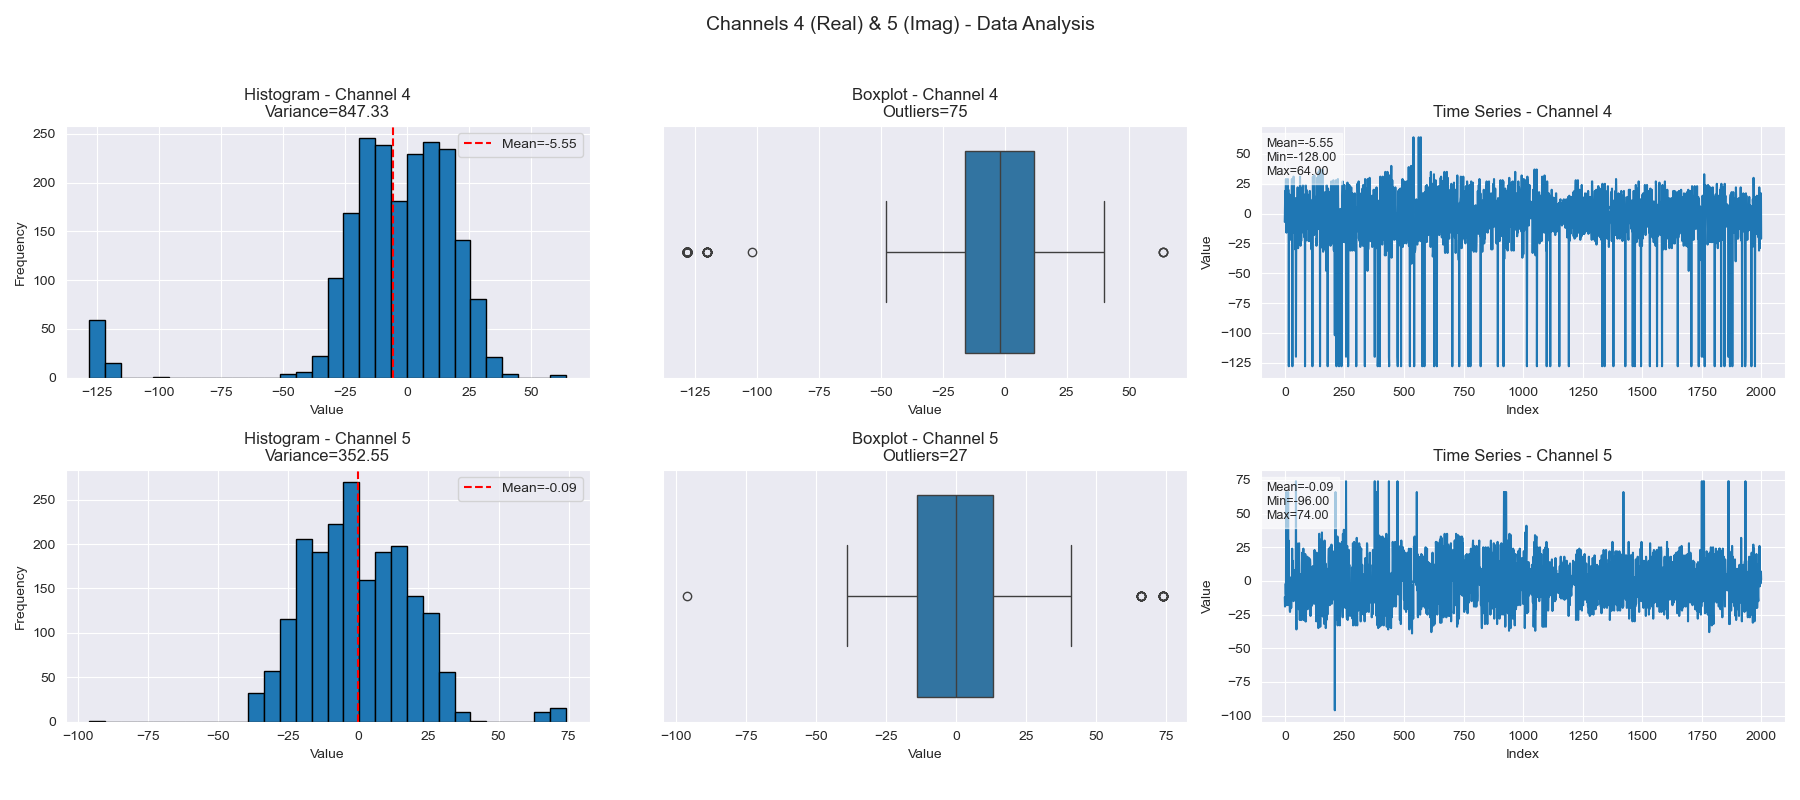 Channels 4 (Real) & 5 (Imag) - Data Analysis
Histogram - Channel 4
Variance=847.33
Mean=-5.55
Frequency
250
200
150
100
50
0
−125
−100
−75
−50
−25
0
25
50
Value
Boxplot - Channel 4
Outliers=75
−120
−100
−75
−50
−25
0
25
50
Value
Time Series - Channel 4
Mean=-5.55
Min=-128.00
Max=64.00
Value
50
25
0
−25
−50
−75
−100
−125
0
250
500
750
1000
1250
1500
1750
2000
Index
Histogram - Channel 5
Variance=352.55
Mean=-0.09
Frequency
250
200
150
100
50
0
−100
−75
−50
−25
0
25
50
75
Value
Boxplot - Channel 5
Outliers=27
−100
−75
−50
−25
0
25
50
75
Value
Time Series - Channel 5
Mean=-0.09
Min=-96.00
Max=74.00
Value
75
50
25
0
−25
−50
−75
−100
0
250
500
750
1000
1250
1500
1750
2000
Index